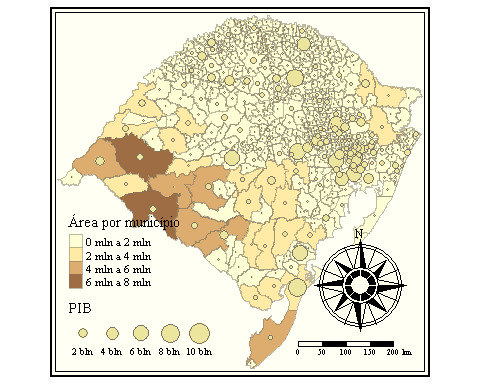 N
Área por município
0 mln a 2 mln
2 mln a 4 mln
4 mln a 6 mln
6 mln a 8 mln
PIB
2 bln 4 bln 6 bln 8 bln 10 bln
0 50 100 150 200 km